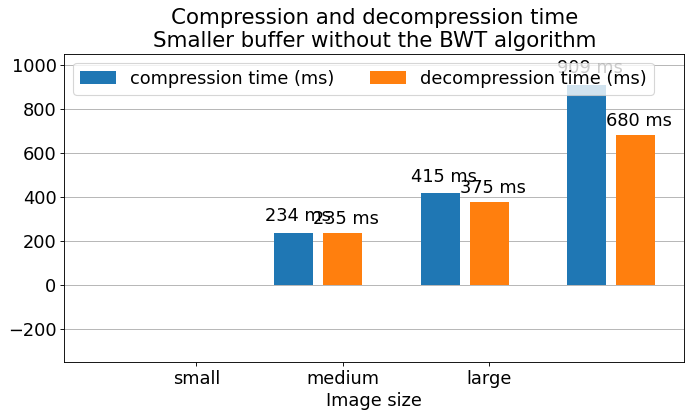 Compression and decompression time
Smaller buffer without the BWT algorithm
1000
800
600
400
200
0
−200
compression time (ms)
decompression time (ms)
909 ms
680 ms
415 ms
375 ms
234 ms
235 ms
small
medium
large
Image size